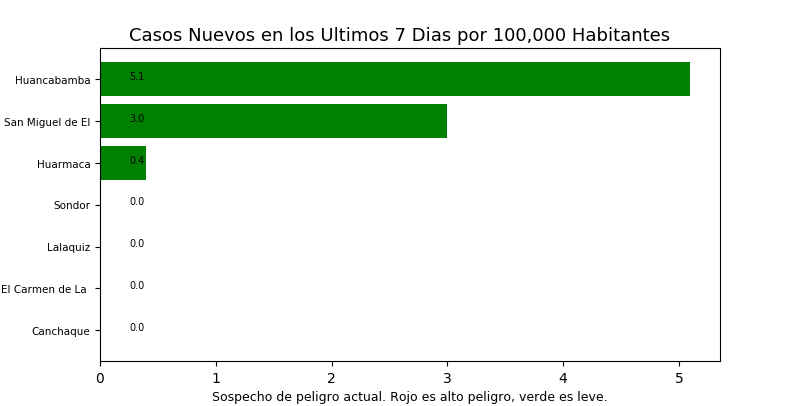 Casos Nuevos en los Ultimos 7 Dias por 100,000 Habitantes
Huancabamba 5.1
San Miguel de El 3.0
Huarmaca 0.4
Sondor 0.0
Lalaquiz 0.0
El Carmen de La 0.0
Canchaque 0.0
0 1 2 3 4 5
Sospecho de peligro actual. Rojo es alto peligro, verde es leve.